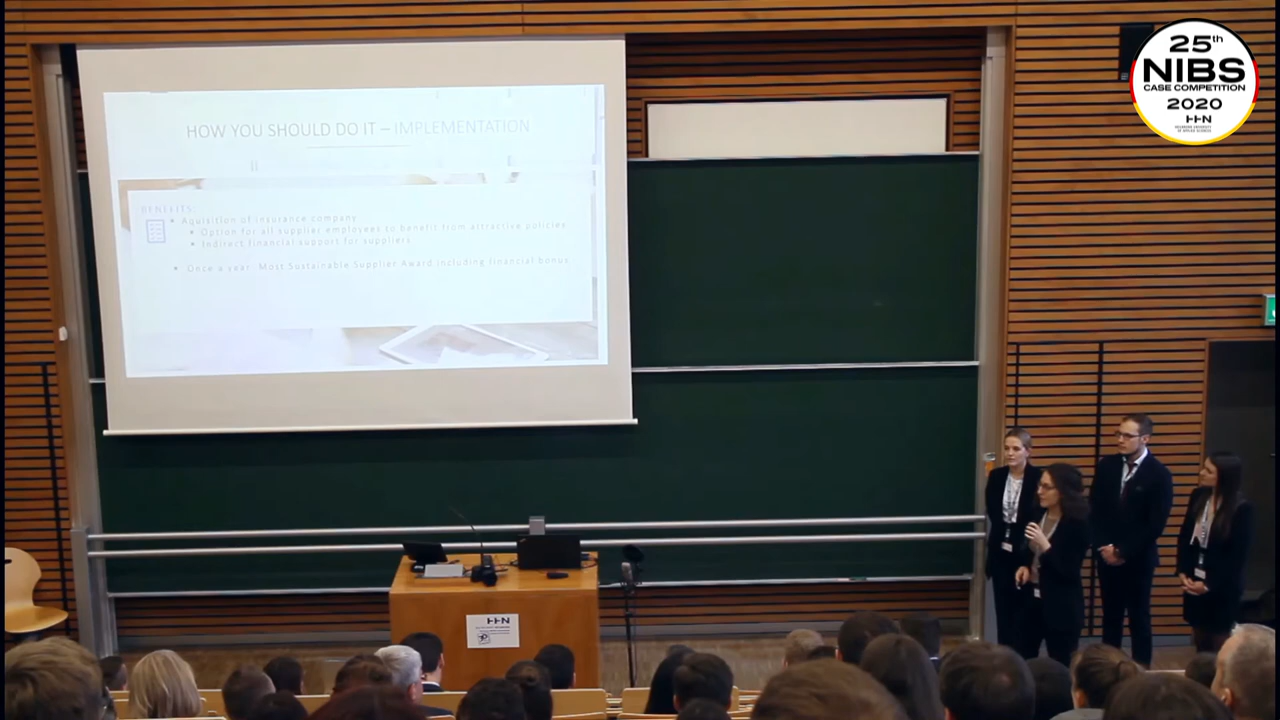 25th
NIBS
CASE COMPETITION
2020
HHN
HOW YOU SHOULD DO IT – IMPLEMENTATION
BENEFITS:
▪ Aquisition of insurance company
▪ Option for all supplier employees to benefit from attractive policies
▪ Indirect financial support for suppliers
▪ Once a year Most Sustainable Supplier Award including financial bonus
HHN